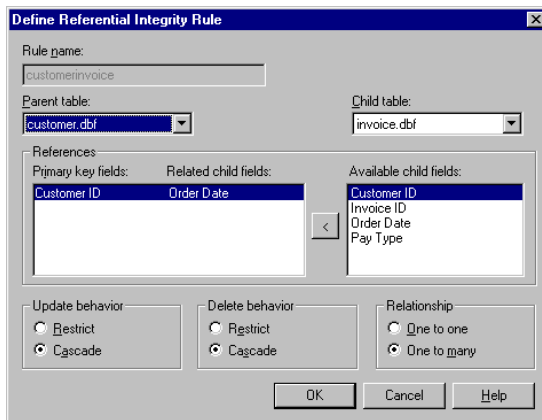 Define Referential Integrity Rule
Rule name:
customerinvoice
Parent table: Child table:
customer.dbf invoice.dbf
References
Primary key fields: Related child fields: Available child fields:
Customer ID Order Date Customer ID
Invoice ID
Order Date
Pay Type
<
Update behavior Delete behavior Relationship
Restrict Restrict One to one
Cascade Cascade One to many
OK Cancel Help